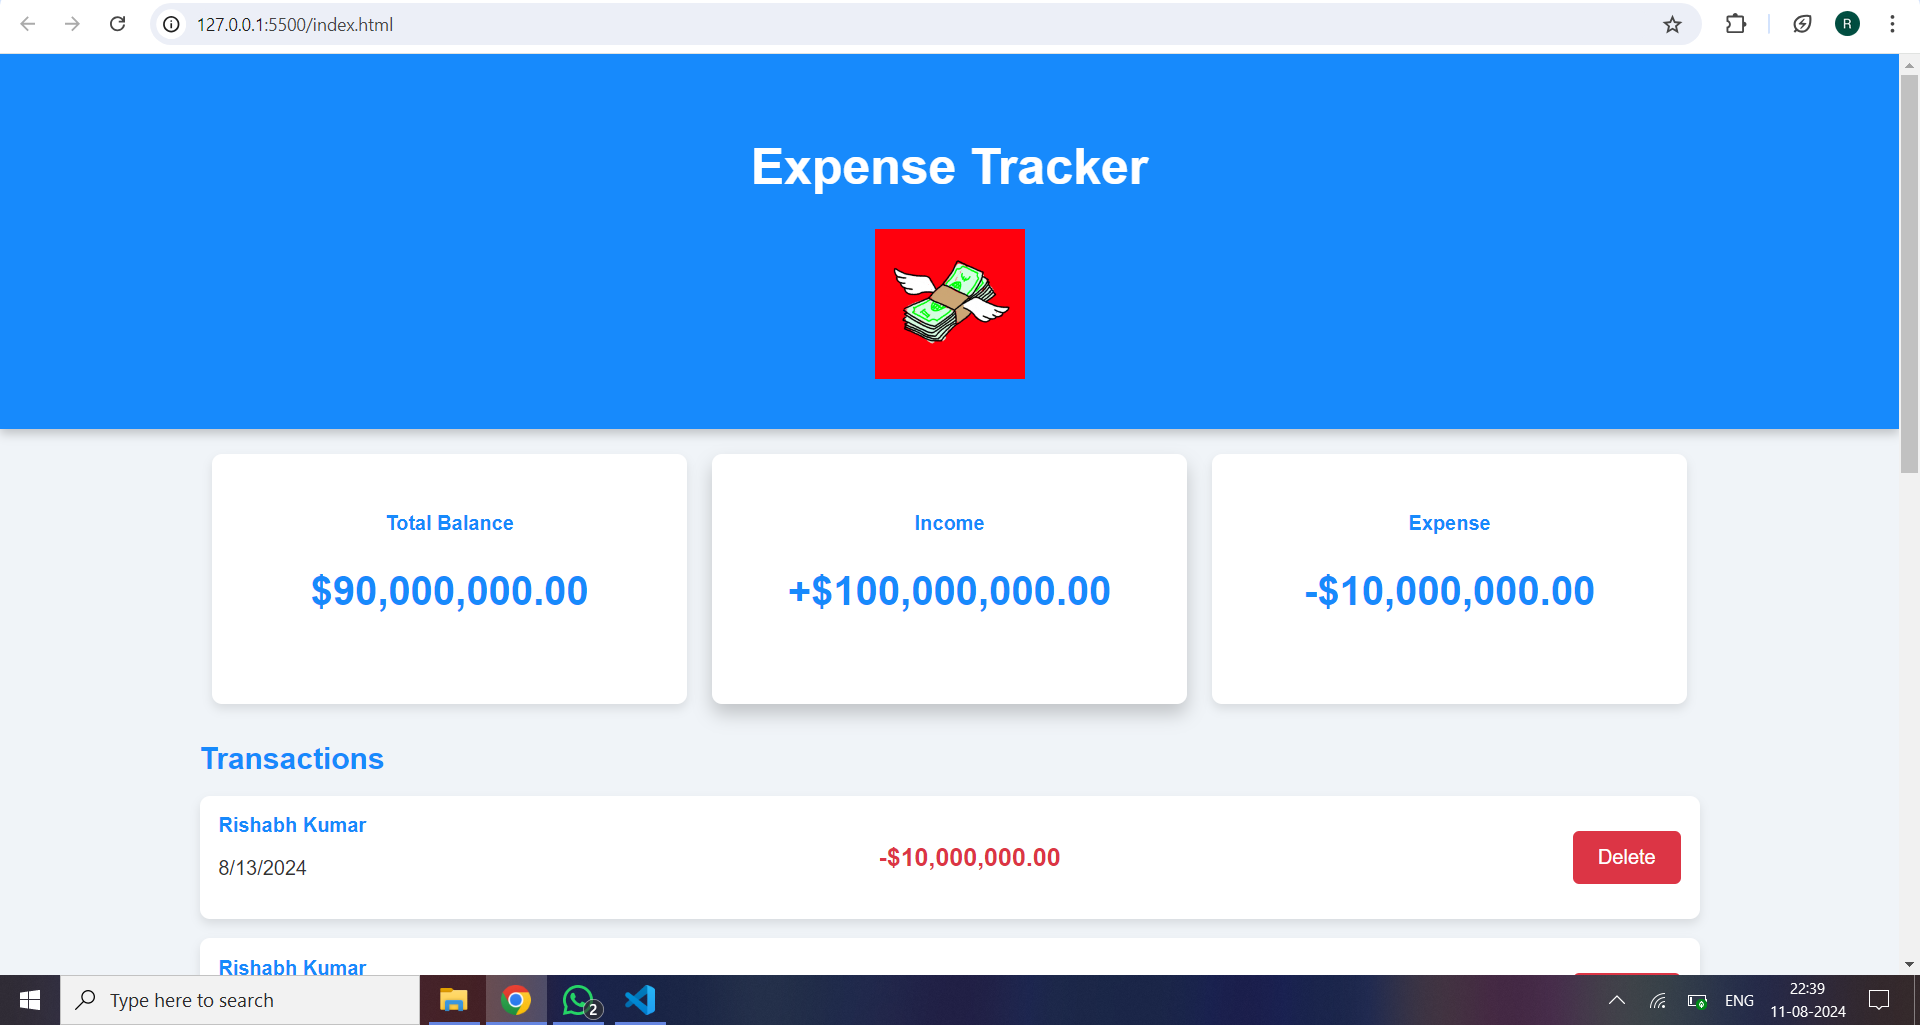 127.0.0.1:5500/index.html
R
Expense Tracker
Total Balance
$90,000,000.00
Income
+$100,000,000.00
Expense
-$10,000,000.00
Transactions
Rishabh Kumar
8/13/2024
-$10,000,000.00
Delete
Rishabh Kumar
Type here to search
2
ENG
22:39
11-08-2024